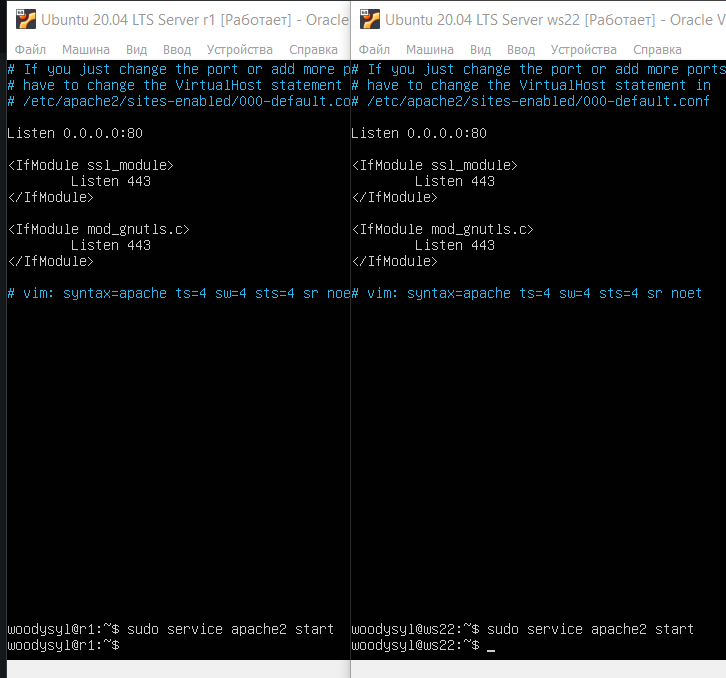 Ubuntu 20.04 LTS Server r1 [Работает] - Oracle
Файл Машина Вид Ввод Устройства Справка
# If you just change the port or add more p
# have to change the VirtualHost statement
# /etc/apache2/sites-enabled/000-default.co
Listen 0.0.0.0:80
<IfModule ssl_module>
Listen 443
</IfModule>
<IfModule mod_gnutls.c>
Listen 443
</IfModule>
# vim: syntax=apache ts=4 sw=4 sts=4 sr noe
woodysyl@r1:~$ sudo service apache2 start
woodysyl@r1:~$
Ubuntu 20.04 LTS Server ws22 [Работает] - Oracle V
Файл Машина Вид Ввод Устройства Справка
# If you just change the port or add more ports
# have to change the VirtualHost statement in
# /etc/apache2/sites-enabled/000-default.conf
Listen 0.0.0.0:80
<IfModule ssl_module>
Listen 443
</IfModule>
<IfModule mod_gnutls.c>
Listen 443
</IfModule>
# vim: syntax=apache ts=4 sw=4 sts=4 sr noet
woodysyl@ws22:~$ sudo service apache2 start
woodysyl@ws22:~$ _